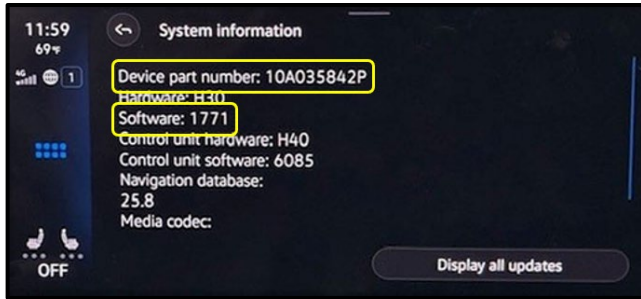 11:59
69°F
4G
1
OFF
System information
Device part number: 10A035842P
Hardware: H30
Software: 1771
Control unit hardware: H40
Control unit software: 6085
Navigation database:
25.8
Media codec:
Display all updates